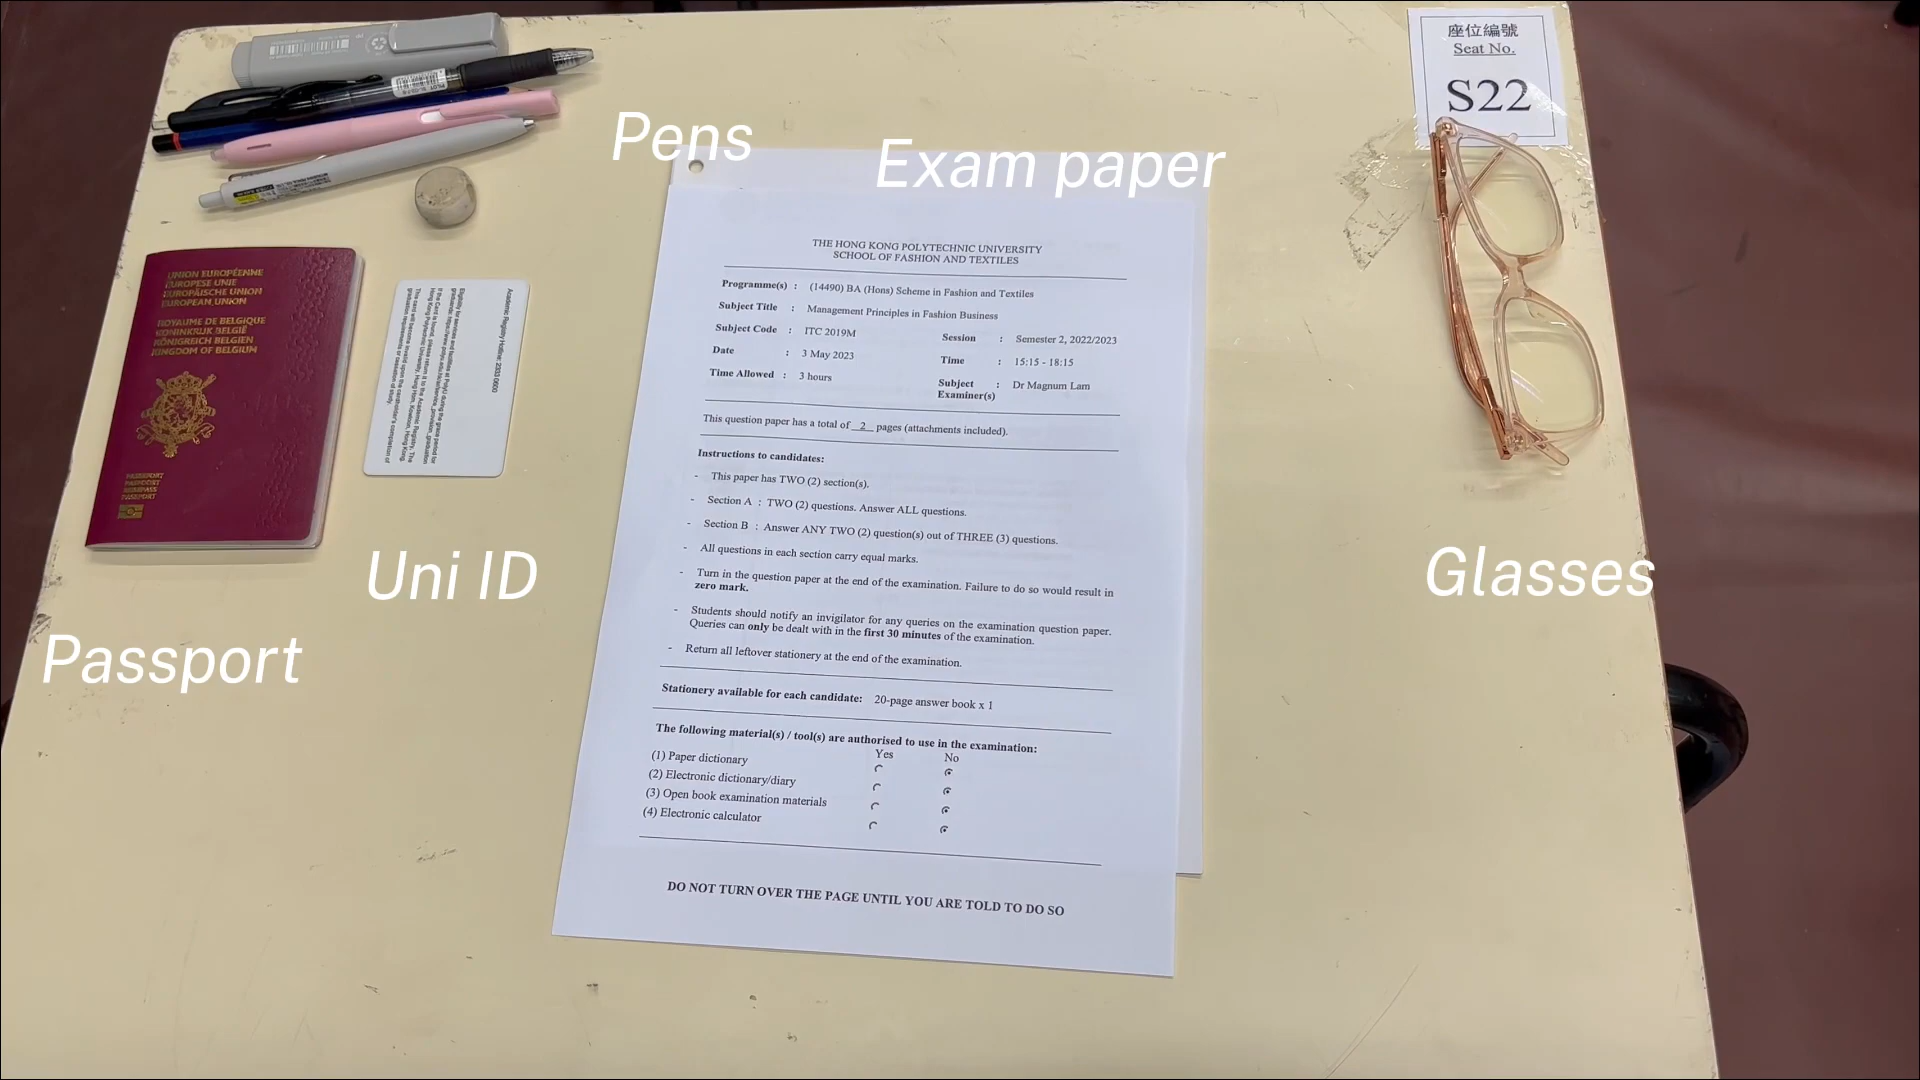 座位編號
Seat No.
S22
Pens
Exam paper
THE HONG KONG POLYTECHNIC UNIVERSITY
SCHOOL OF FASHION AND TEXTILES
Programme(s) : (14490) BA (Hons) Scheme in Fashion and Textiles
Subject Title : Management Principles in Fashion Business
Subject Code : ITC 2019M Session : Semester 2, 2022/2023
Date : 3 May 2023 Time : 15:15 - 18:15
Time Allowed : 3 hours Subject Examiner(s) : Dr Magnum Lam
This question paper has a total of 2 pages (attachments included).
Instructions to candidates:
- This paper has TWO (2) section(s).
- Section A : TWO (2) questions. Answer ALL questions.
- Section B : Answer ANY TWO (2) question(s) out of THREE (3) questions.
- All questions in each section carry equal marks.
- Turn in the question paper at the end of the examination. Failure to do so would result in
zero mark.
- Students should notify an invigilator for any queries on the examination question paper.
Queries can only be dealt with in the first 30 minutes of the examination.
- Return all leftover stationery at the end of the examination.
Stationery available for each candidate: 20-page answer book x 1
The following material(s) / tool(s) are authorised to use in the examination:
Yes No
(1) Paper dictionary
(2) Electronic dictionary/diary
(3) Open book examination materials
(4) Electronic calculator
DO NOT TURN OVER THE PAGE UNTIL YOU ARE TOLD TO DO SO
UNION EUROPÉENNE
EUROPESE UNIE
EUROPÄISCHE UNION
EUROPEAN UNION
ROYAUME DE BELGIQUE
KONINKRIJK BELGIË
KÖNIGREICH BELGIEN
KINGDOM OF BELGIUM
PASSEPORT
PASPOORT
REISEPASS
PASSPORT
Academic Registry Hotline: 2333 0600
Uni ID
Passport
Glasses